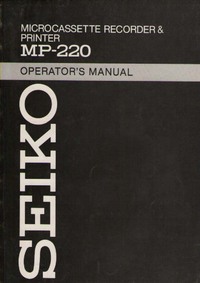 MICROCASSETTE RECORDER &
PRINTER
MP-220
OPERATOR'S MANUAL
SEIKO